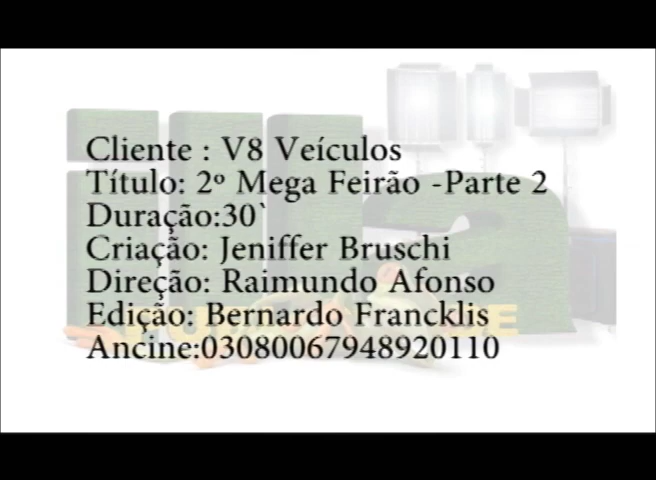 Cliente : V8 Veículos
Título: 2º Mega Feirão -Parte 2
Duração:30`
Criação: Jeniffer Bruschi
Direção: Raimundo Afonso
Edição: Bernardo Francklis
Ancine:03080067948920110